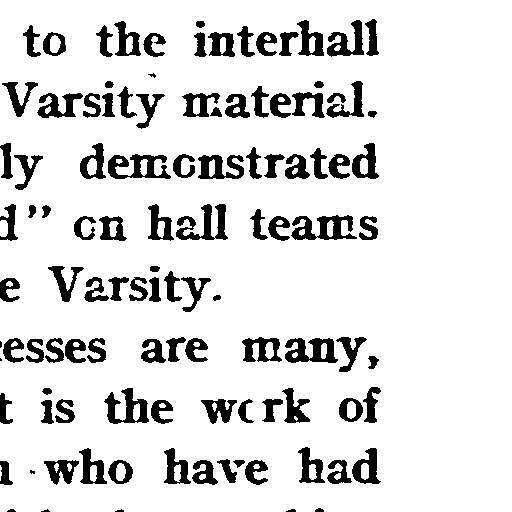 to the interhall
Varsity material.
ly demonstrated
d" on hall teams
e Varsity.
esses are many,
t is the work of
who have had